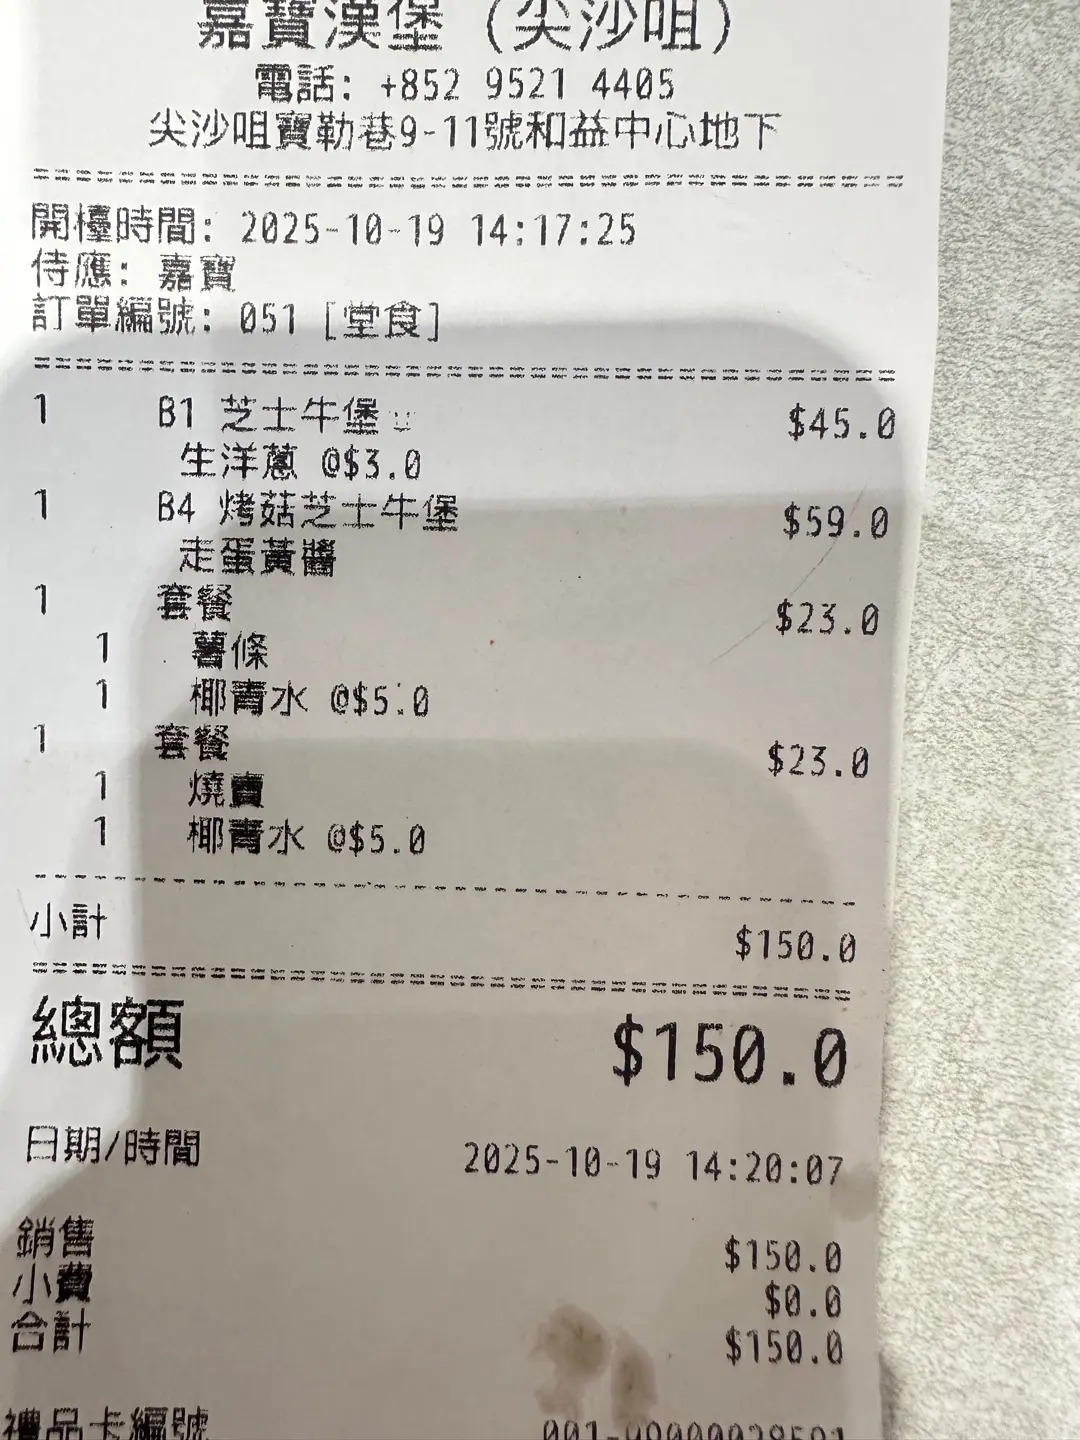 嘉寶漢堡（尖沙咀）
電話: +852 9521 4405
尖沙咀寶勒巷9-11號和益中心地下
開檯時間: 2025-10-19 14:17:25
侍應: 嘉寶
訂單編號: 051 [堂食]
1 B1 芝士牛堡 $45.0
生洋蔥 @$3.0
1 B4 烤菇芝士牛堡 $59.0
走蛋黃醬
1 套餐 $23.0
1 薯條
1 椰青水 @$5.0
1 套餐 $23.0
1 燒賣
1 椰青水 @$5.0
小計 $150.0
總額 $150.0
日期/時間 2025-10-19 14:20:07
銷售 $150.0
小費 $0.0
合計 $150.0
禮品卡編號